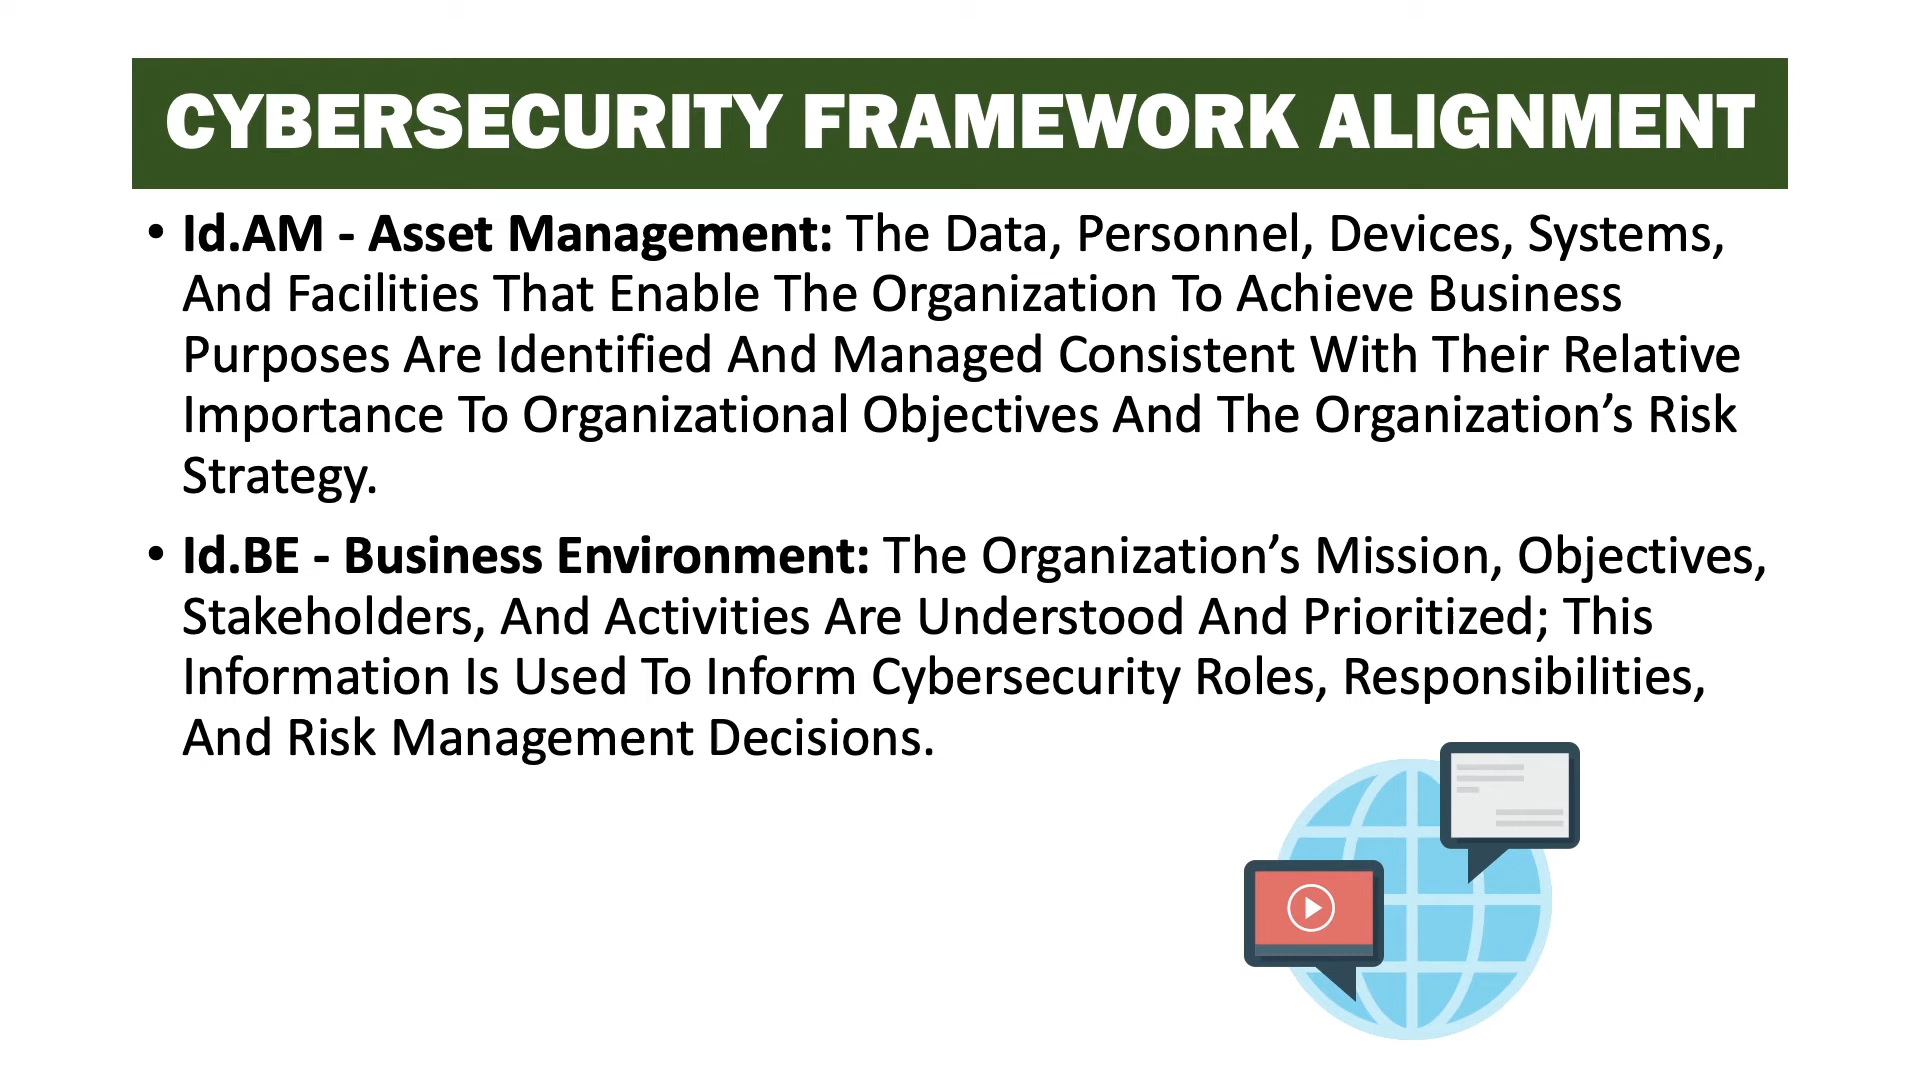 CYBERSECURITY FRAMEWORK ALIGNMENT
• Id.AM - Asset Management: The Data, Personnel, Devices, Systems,
And Facilities That Enable The Organization To Achieve Business
Purposes Are Identified And Managed Consistent With Their Relative
Importance To Organizational Objectives And The Organization’s Risk
Strategy.
• Id.BE - Business Environment: The Organization’s Mission, Objectives,
Stakeholders, And Activities Are Understood And Prioritized; This
Information Is Used To Inform Cybersecurity Roles, Responsibilities,
And Risk Management Decisions.